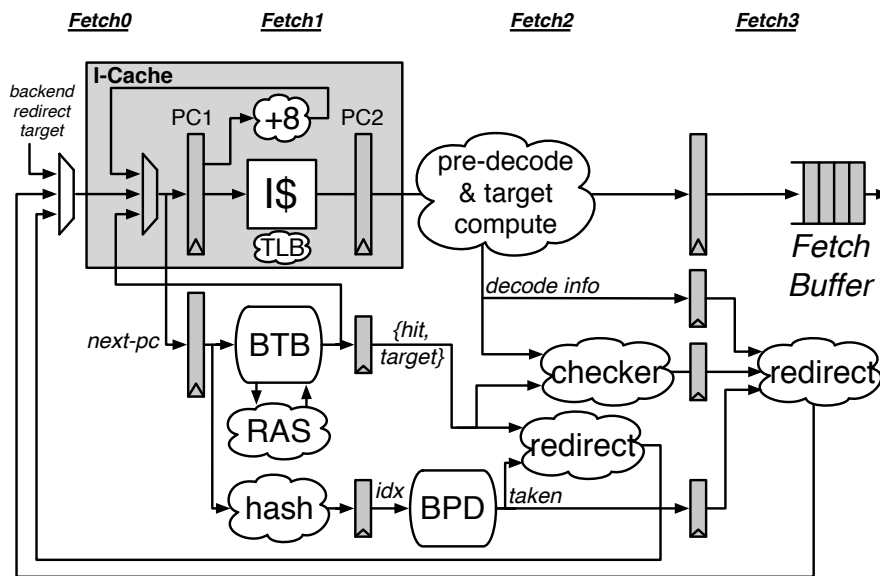 Fetch0 Fetch1 Fetch2 Fetch3
I-Cache
backend
redirect
target
PC1
+8
PC2
I$
TLB
pre-decode
& target
compute
Fetch
Buffer
decode info
next-pc
BTB
{hit,
target}
checker
redirect
RAS
redirect
hash
idx
BPD
taken